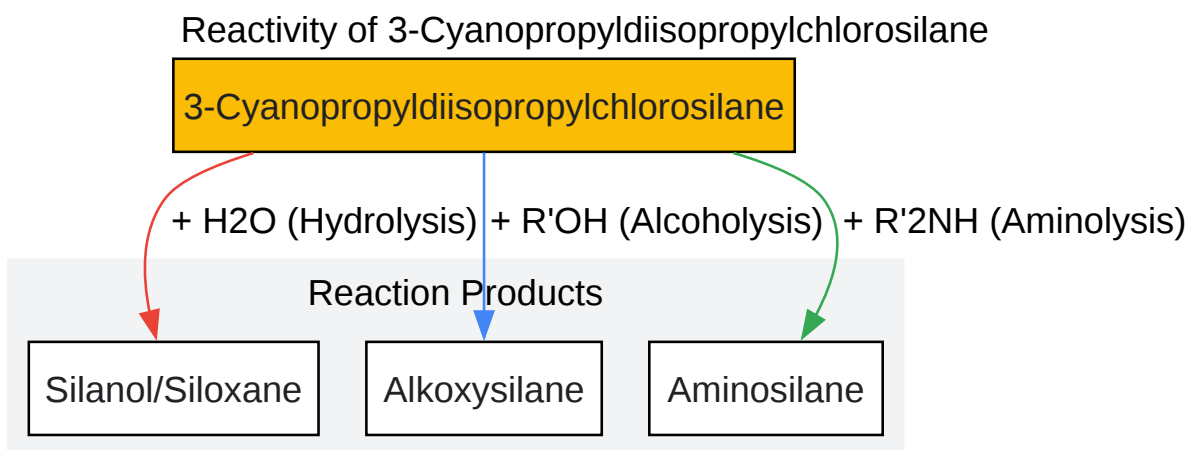 Reactivity of 3-Cyanopropyldiisopropylchlorosilane
3-Cyanopropyldiisopropylchlorosilane
+ H2O (Hydrolysis)
+ R'OH (Alcoholysis)
+ R'2NH (Aminolysis)
Reaction Products
Silanol/Siloxane
Alkoxysilane
Aminosilane